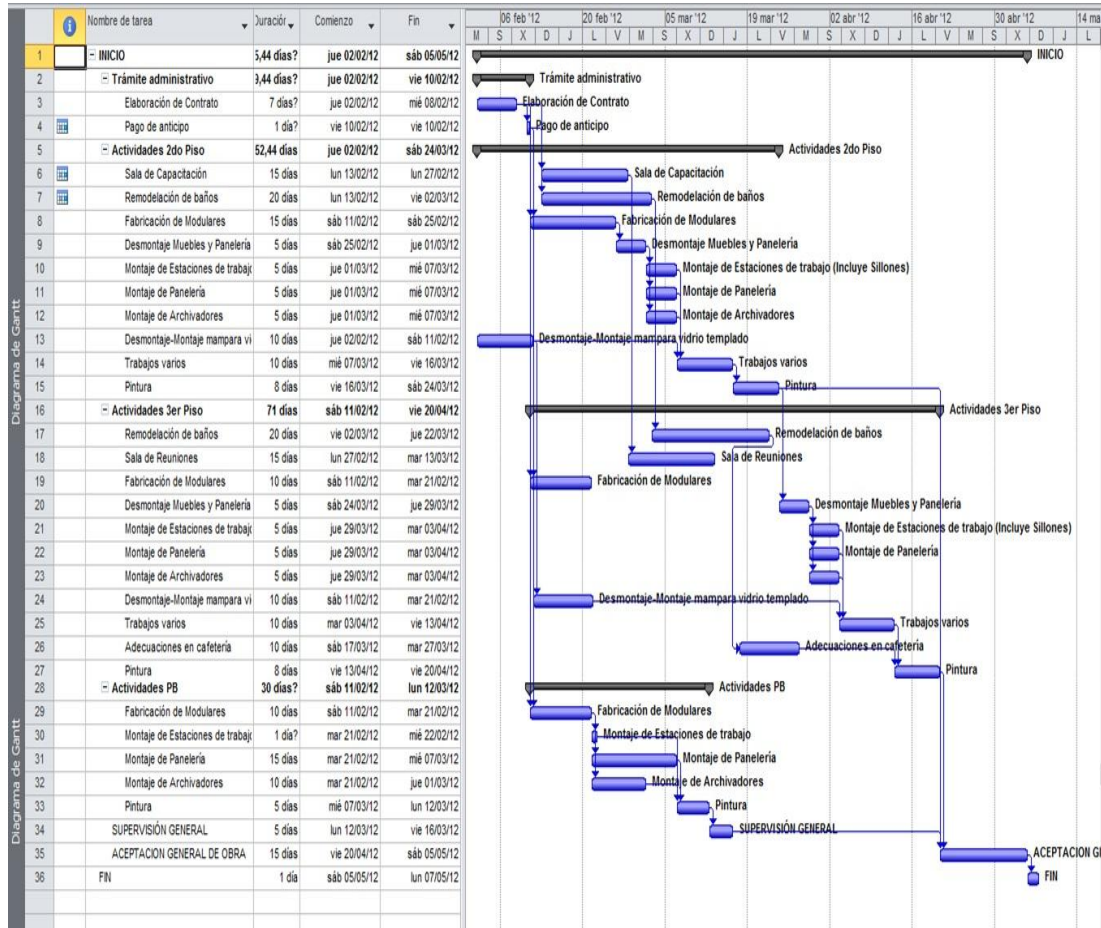 Nombre de tarea Duración Comienzo Fin
06 feb '12 20 feb '12 05 mar '12 19 mar '12 02 abr '12 16 abr '12 30 abr '12 14 ma
M S X D J L V M S X D J L V M S X D J L V M S X D J L
1 INICIO 5,44 días? jue 02/02/12 sáb 05/05/12 INICIO
2 Trámite administrativo 9,44 días? jue 02/02/12 vie 10/02/12 Trámite administrativo
3 Elaboración de Contrato 7 días? jue 02/02/12 mié 08/02/12 Elaboración de Contrato
4 Pago de anticipo 1 día? vie 10/02/12 vie 10/02/12 Pago de anticipo
5 Actividades 2do Piso 52,44 días jue 02/02/12 sáb 24/03/12 Actividades 2do Piso
6 Sala de Capacitación 15 días lun 13/02/12 lun 27/02/12 Sala de Capacitación
7 Remodelación de baños 20 días lun 13/02/12 vie 02/03/12 Remodelación de baños
8 Fabricación de Modulares 15 días sáb 11/02/12 sáb 25/02/12 Fabricación de Modulares
9 Desmontaje Muebles y Panelería 5 días sáb 25/02/12 jue 01/03/12 Desmontaje Muebles y Panelería
10 Montaje de Estaciones de trabajo 5 días jue 01/03/12 mié 07/03/12 Montaje de Estaciones de trabajo (Incluye Sillones)
11 Montaje de Panelería 5 días jue 01/03/12 mié 07/03/12 Montaje de Panelería
12 Montaje de Archivadores 5 días jue 01/03/12 mié 07/03/12 Montaje de Archivadores
13 Desmontaje-Montaje mampara vi 10 días jue 02/02/12 sáb 11/02/12 Desmontaje-Montaje mampara vidrio templado
14 Trabajos varios 10 días mié 07/03/12 vie 16/03/12 Trabajos varios
15 Pintura 8 días vie 16/03/12 sáb 24/03/12 Pintura
16 Actividades 3er Piso 71 días sáb 11/02/12 vie 20/04/12 Actividades 3er Piso
17 Remodelación de baños 20 días vie 02/03/12 jue 22/03/12 Remodelación de baños
18 Sala de Reuniones 15 días lun 27/02/12 mar 13/03/12 Sala de Reuniones
19 Fabricación de Modulares 10 días sáb 11/02/12 mar 21/02/12 Fabricación de Modulares
20 Desmontaje Muebles y Panelería 5 días sáb 24/03/12 jue 29/03/12 Desmontaje Muebles y Panelería
21 Montaje de Estaciones de trabajo 5 días jue 29/03/12 mar 03/04/12 Montaje de Estaciones de trabajo (Incluye Sillones)
22 Montaje de Panelería 5 días jue 29/03/12 mar 03/04/12 Montaje de Panelería
23 Montaje de Archivadores 5 días jue 29/03/12 mar 03/04/12
24 Desmontaje-Montaje mampara vi 10 días sáb 11/02/12 mar 21/02/12 Desmontaje-Montaje mampara vidrio templado
25 Trabajos varios 10 días mar 03/04/12 vie 13/04/12 Trabajos varios
26 Adecuaciones en cafetería 10 días sáb 17/03/12 mar 27/03/12 Adecuaciones en cafetería
27 Pintura 8 días vie 13/04/12 vie 20/04/12 Pintura
28 Actividades PB 30 días? sáb 11/02/12 lun 12/03/12 Actividades PB
29 Fabricación de Modulares 10 días sáb 11/02/12 mar 21/02/12 Fabricación de Modulares
30 Montaje de Estaciones de trabajo 1 día? mar 21/02/12 mié 22/02/12 Montaje de Estaciones de trabajo
31 Montaje de Panelería 15 días mar 21/02/12 mié 07/03/12 Montaje de Panelería
32 Montaje de Archivadores 10 días mar 21/02/12 jue 01/03/12 Montaje de Archivadores
33 Pintura 5 días mié 07/03/12 lun 12/03/12 Pintura
34 SUPERVISIÓN GENERAL 5 días lun 12/03/12 vie 16/03/12 SUPERVISIÓN GENERAL
35 ACEPTACION GENERAL DE OBRA 15 días vie 20/04/12 sáb 05/05/12 ACEPTACION GE
36 FIN 1 día sáb 05/05/12 lun 07/05/12 FIN
Diagrama de Gantt
Diagrama de Gantt